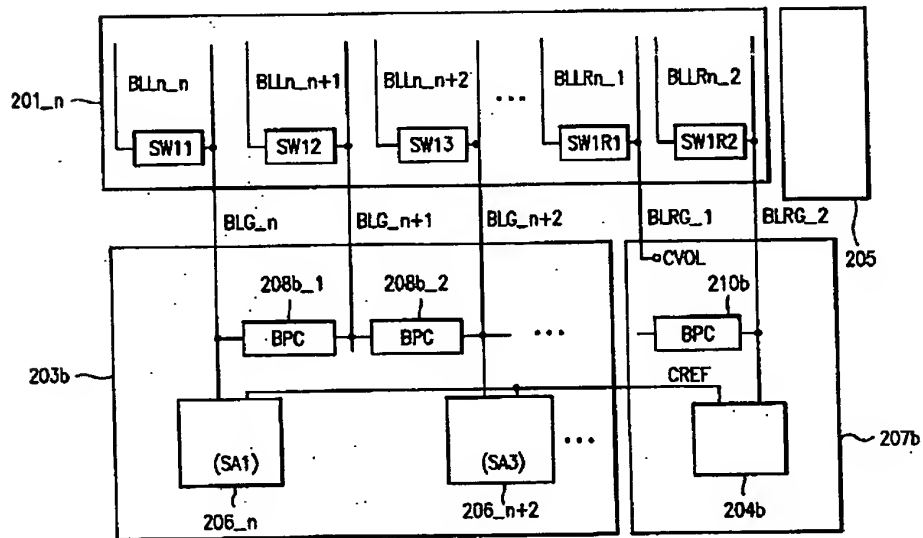 BLLn_n BLLn_n+1 BLLn_n+2 BLLRn_1 BLLRn_2
201_n
...
SW11 SW12 SW13 SW1R1 SW1R2
BLG_n BLG_n+1 BLG_n+2 BLRG_1 BLRG_2
205
CVOL
208b_1 208b_2 210b
BPC BPC ... BPC
203b
CREF
207b
(SA1) (SA3) ...
206_n 206_n+2 204b